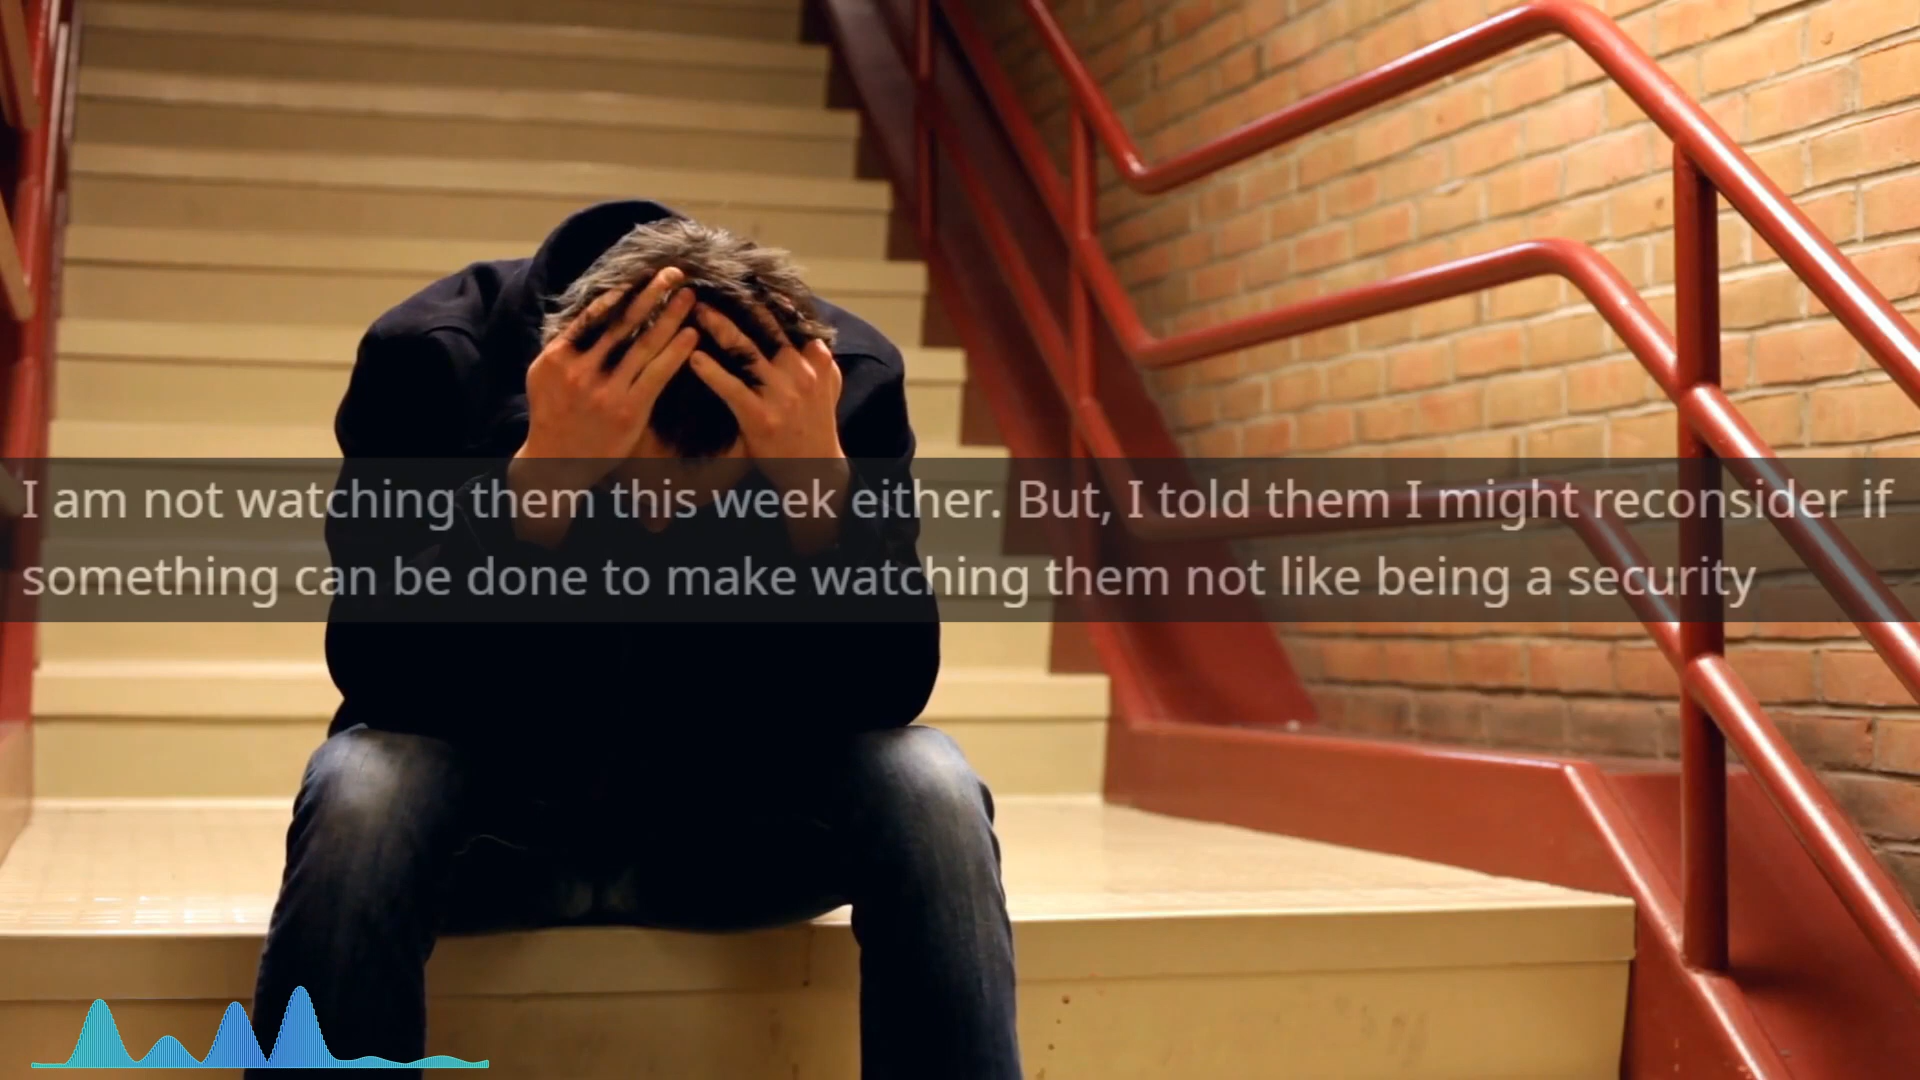 I am not watching them this week either. But, I told them I might reconsider if
something can be done to make watching them not like being a security